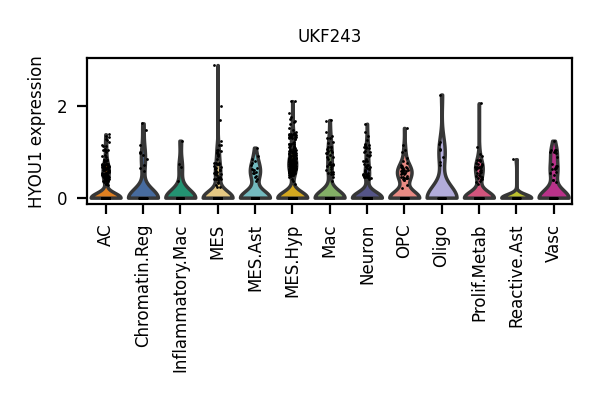 UKF243
HYOU1 expression
2
0
AC
Chromatin.Reg
Inflammatory.Mac
MES
MES.Ast
MES.Hyp
Mac
Neuron
OPC
Oligo
Prolif.Metab
Reactive.Ast
Vasc